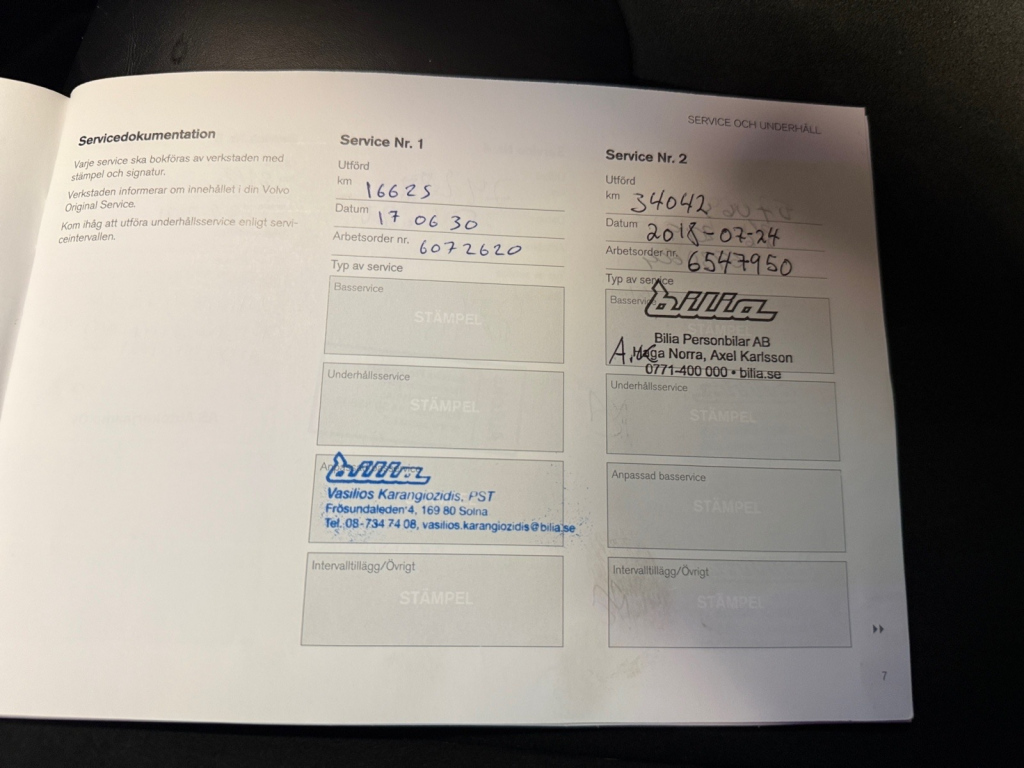 SERVICE OCH UNDERHÅLL
Servicedokumentation
Varje service ska bokföras av verkstaden med
stämpel och signatur.
Verkstaden informerar om innehållet i din Volvo
Original Service.
Kom ihåg att utföra underhållsservice enligt servi-
ceintervallen.
Service Nr. 1
Utförd
km 16625
Datum 17 06 30
Arbetsorder nr. 6072620
Typ av service
Basservice
STÄMPEL
Underhållsservice
STÄMPEL
bilia
Vasilios Karangiozidis, PST
Frösundaleden 4, 169 80 Solna
Tel. 08-734 74 08, vasilios.karangiozidis@bilia.se
Intervalltillägg/Övrigt
STÄMPEL
Service Nr. 2
Utförd
km 34042
Datum 2018-07-24
Arbetsorder nr. 6547950
Typ av service
Basservice
bilia
Bilia Personbilar AB
Haga Norra, Axel Karlsson
0771-400 000 • bilia.se
Underhållsservice
STÄMPEL
Anpassad basservice
STÄMPEL
Intervalltillägg/Övrigt
STÄMPEL
7